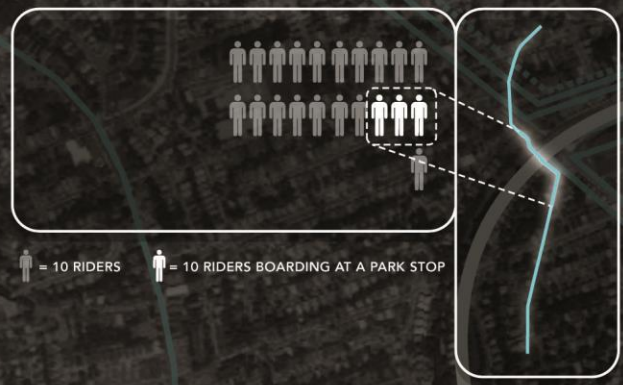 = 10 RIDERS
= 10 RIDERS BOARDING AT A PARK STOP